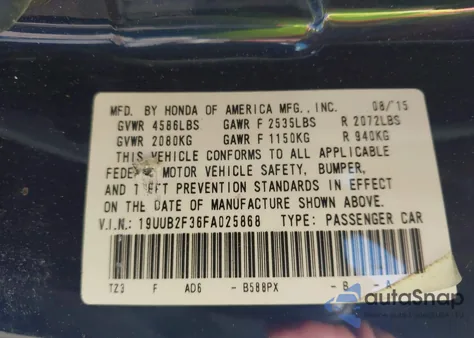 MFD. BY HONDA OF AMERICA MFG., INC. 08/15
GVWR 4586LBS GAWR F 2535LBS R 2072LBS
GVWR 2080KG GAWR F 1150KG R 940KG
THIS VEHICLE CONFORMS TO ALL APPLICABLE
MOTOR VEHICLE SAFETY, BUMPER,
AND PREVENTION STANDARDS IN EFFECT
ON THE DATE OF MANUFACTURE SHOWN ABOVE.
V.I.N.: 19UUB2F36FA025868 TYPE: PASSENGER CAR
TZ3 F AD6 - B588PX - B - A
autoSnap